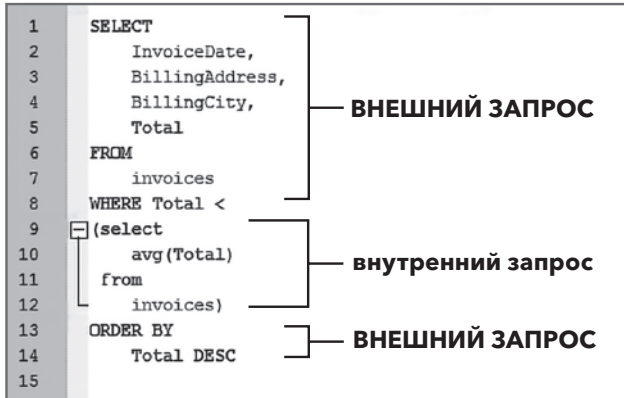 1 SELECT
2 InvoiceDate,
3 BillingAddress,
4 BillingCity,
ВНЕШНИЙ ЗАПРОС
5 Total
6 FROM
7 invoices
8 WHERE Total <
9 (select
10 avg(Total)
внутренний запрос
11 from
12 invoices)
13 ORDER BY
ВНЕШНИЙ ЗАПРОС
14 Total DESC
15